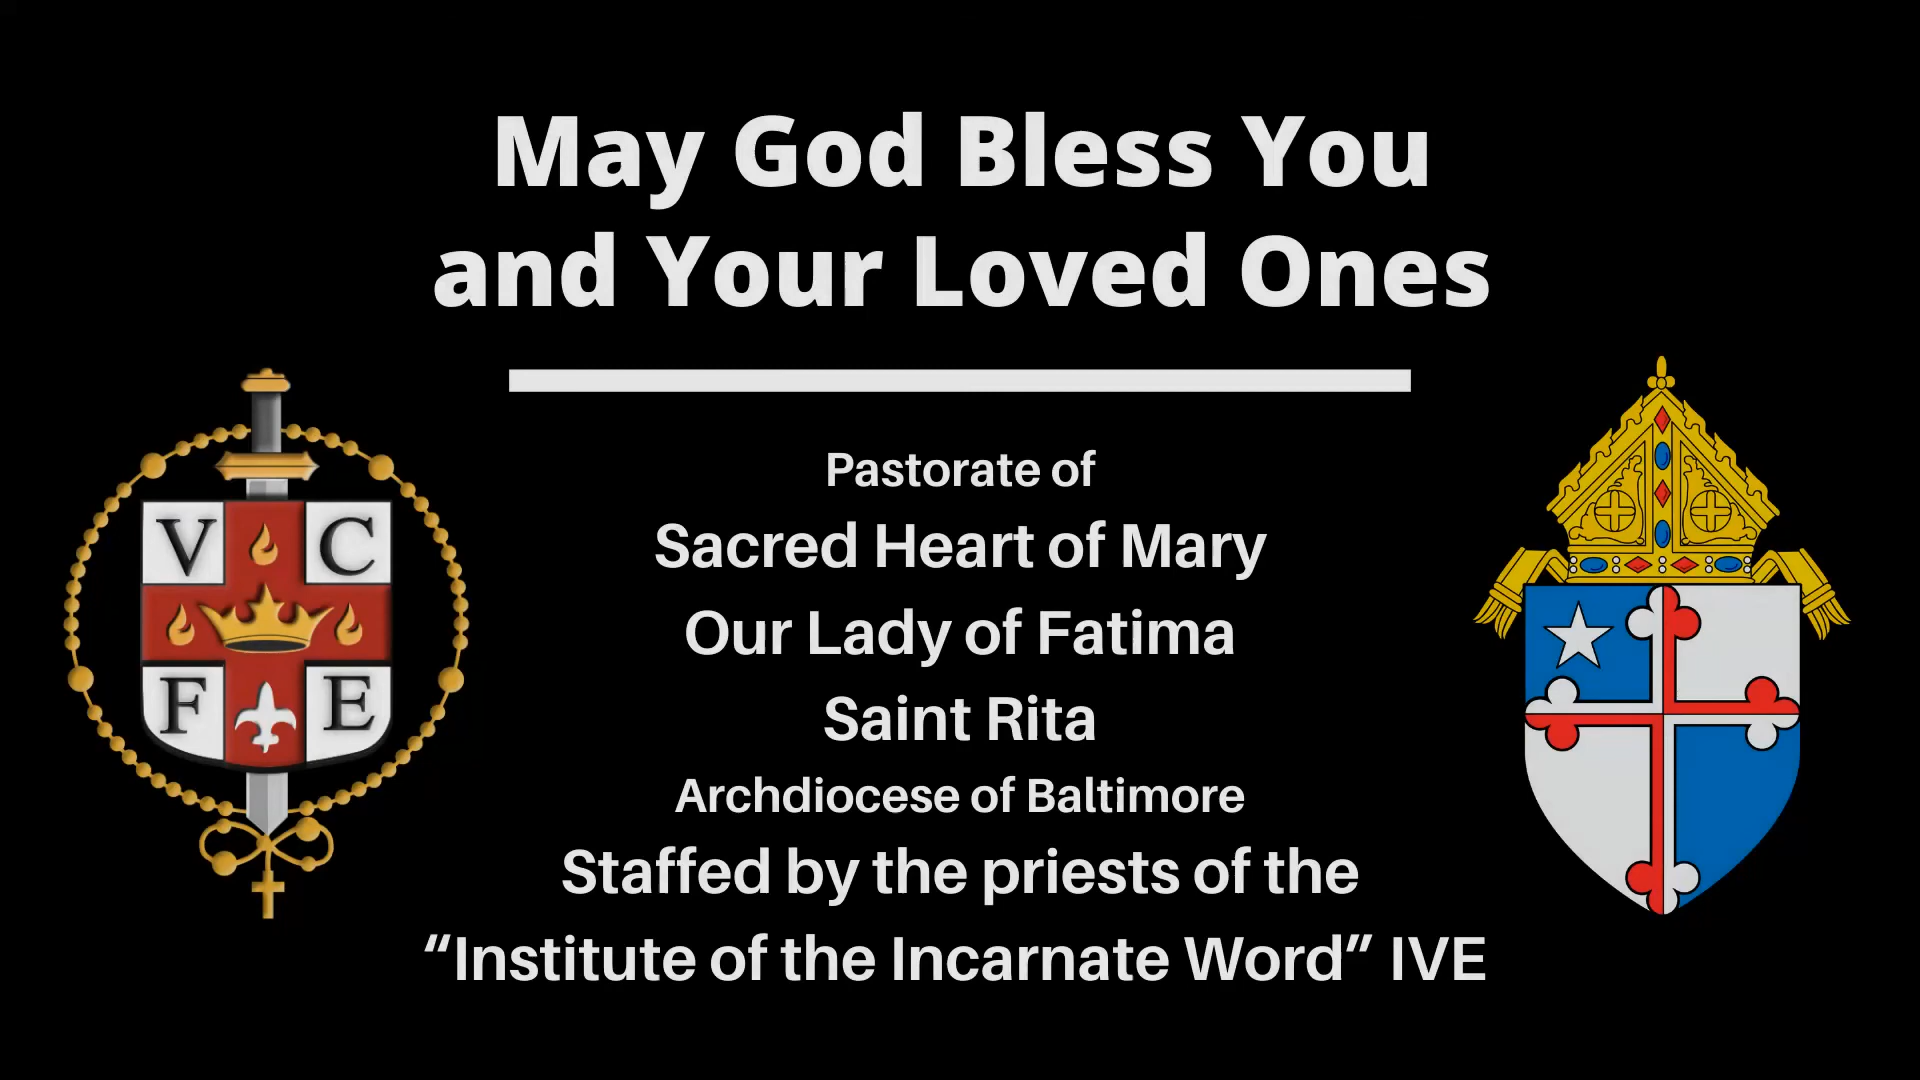 May God Bless You
and Your Loved Ones
Pastorate of
Sacred Heart of Mary
Our Lady of Fatima
Saint Rita
Archdiocese of Baltimore
Staffed by the priests of the
“Institute of the Incarnate Word” IVE
V C
F E